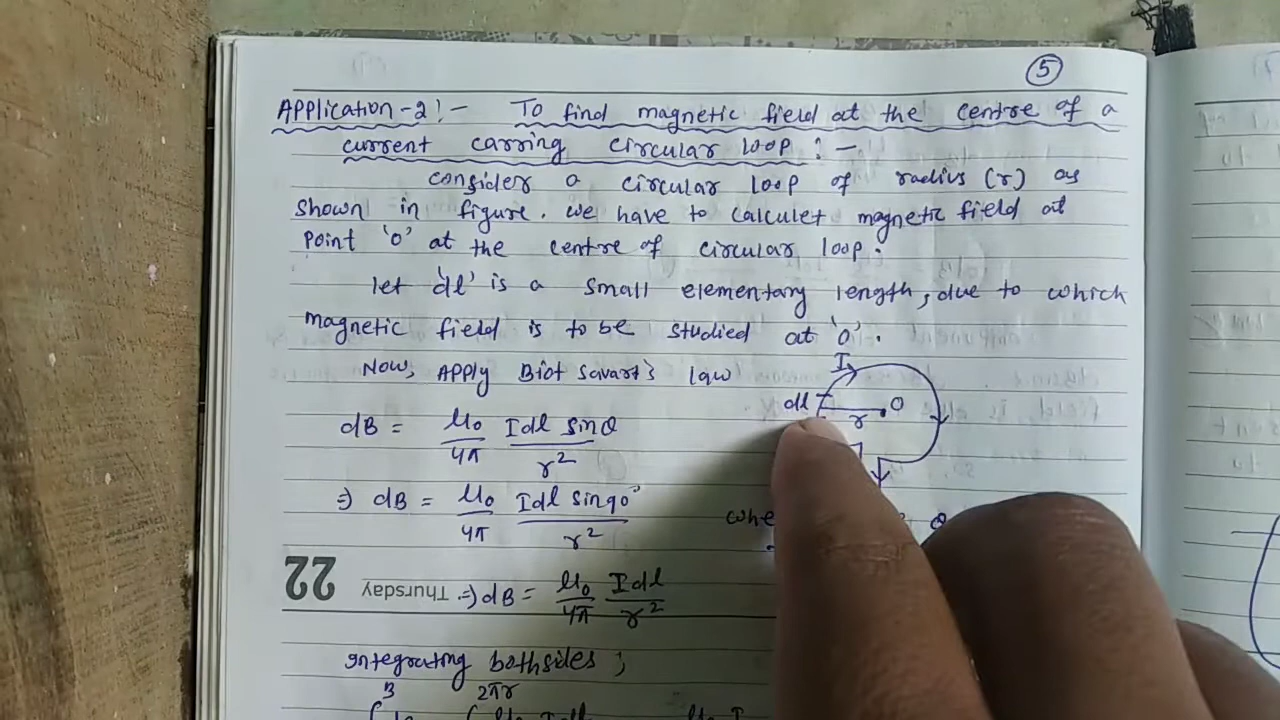 5
Application-2!- To find magnetic field at the centre of a
current carring circular loop:-
consider a circular loop of radius (r) as
shown in figure. we have to calculet magnetic field at
point 'o' at the centre of circular loop.
let 'dl' is a small elementary length, due to which
magnetic field is to be studied at 'o'.
Now, Apply Biot Savart's law
I
dl r O
dB = μ₀/4π Idl sinθ/r²
⇒ dB = μ₀/4π Idl sin90°/r²
22 Thursday
⇒ dB = μ₀/4π Idl/r²
integrating bothsides;
B 2πr